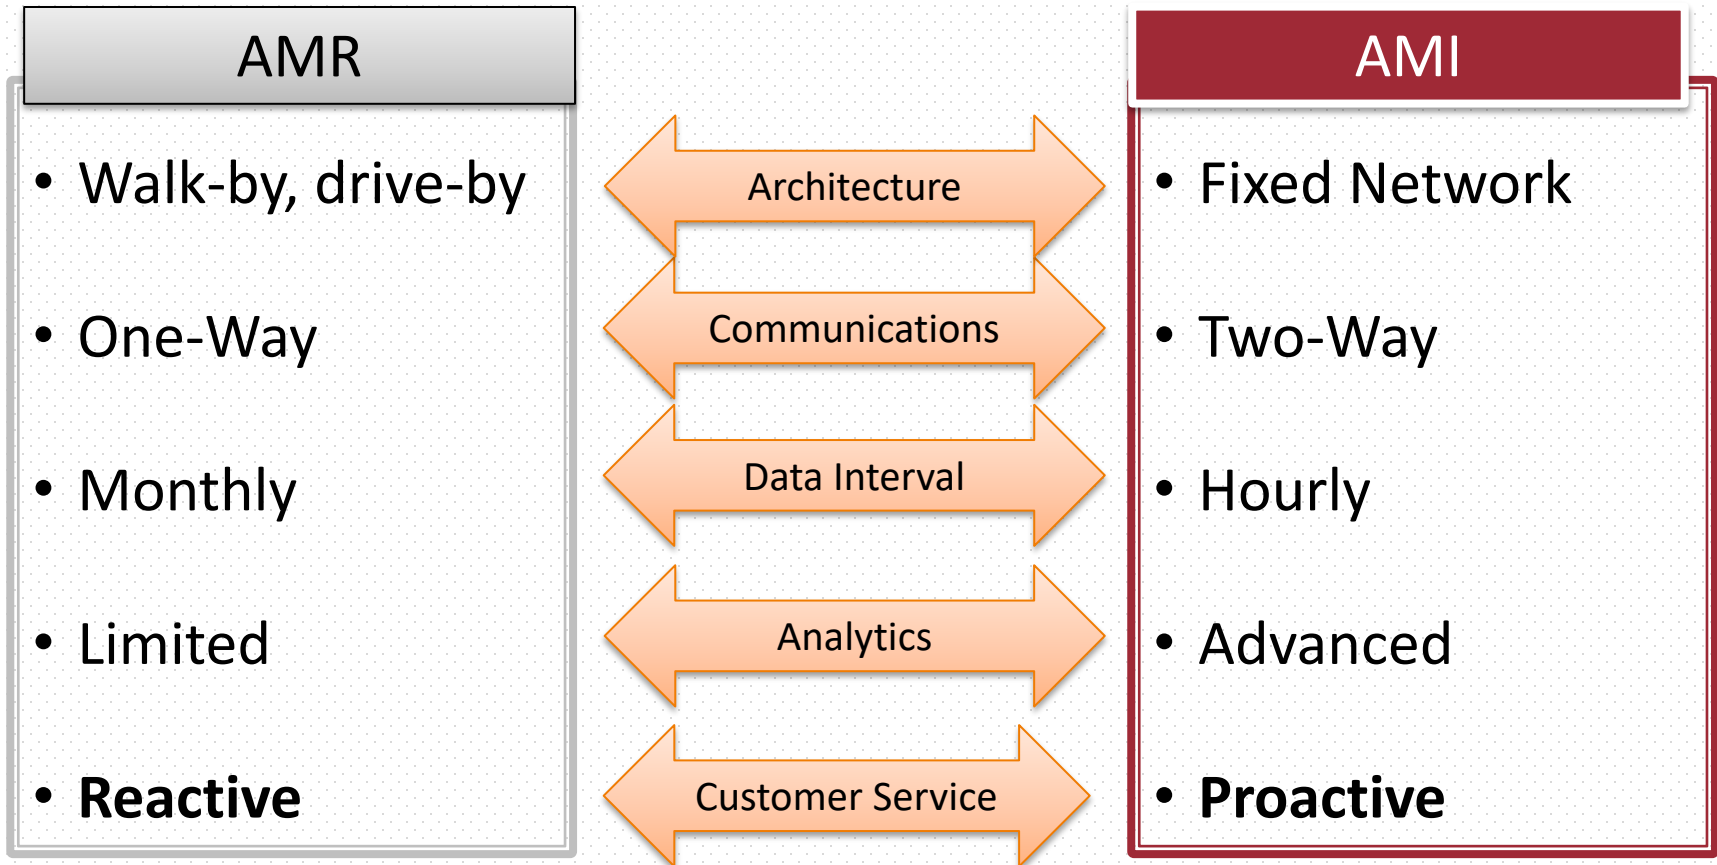 AMR
AMI
• Walk-by, drive-by
Architecture
• Fixed Network
• One-Way
Communications
• Two-Way
• Monthly
Data Interval
• Hourly
• Limited
Analytics
• Advanced
• Reactive
Customer Service
• Proactive